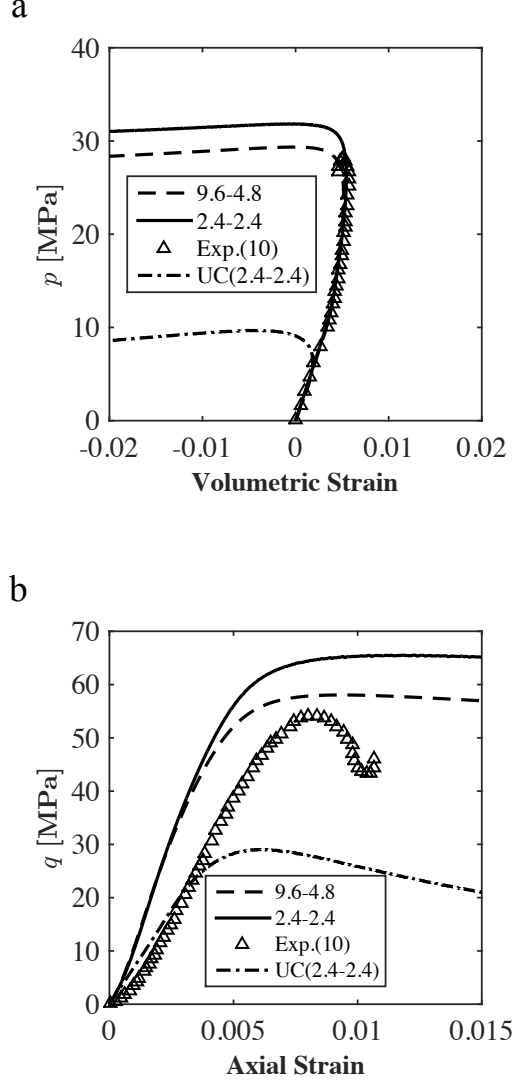 a
40
30
20
10
0
p [MPa]
9.6-4.8
2.4-2.4
Exp.(10)
UC(2.4-2.4)
-0.02 -0.01 0 0.01 0.02
Volumetric Strain
b
70
60
50
40
30
20
10
0
q [MPa]
9.6-4.8
2.4-2.4
Exp.(10)
UC(2.4-2.4)
0 0.005 0.01 0.015
Axial Strain